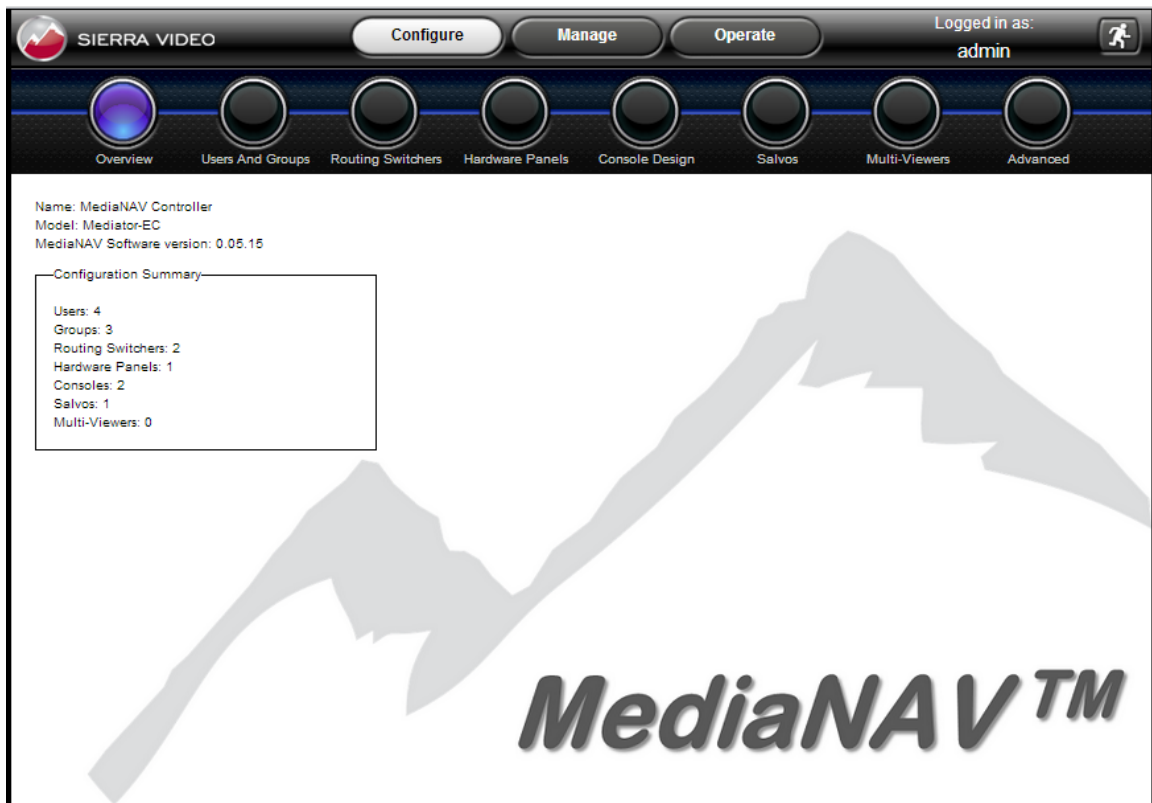 SIERRA VIDEO
Configure
Manage
Operate
Logged in as:
admin
Overview
Users And Groups
Routing Switchers
Hardware Panels
Console Design
Salvos
Multi-Viewers
Advanced
Name: MediaNAV Controller
Model: Mediator-EC
MediaNAV Software version: 0.05.15
Configuration Summary
Users: 4
Groups: 3
Routing Switchers: 2
Hardware Panels: 1
Consoles: 2
Salvos: 1
Multi-Viewers: 0
MediaNAV™